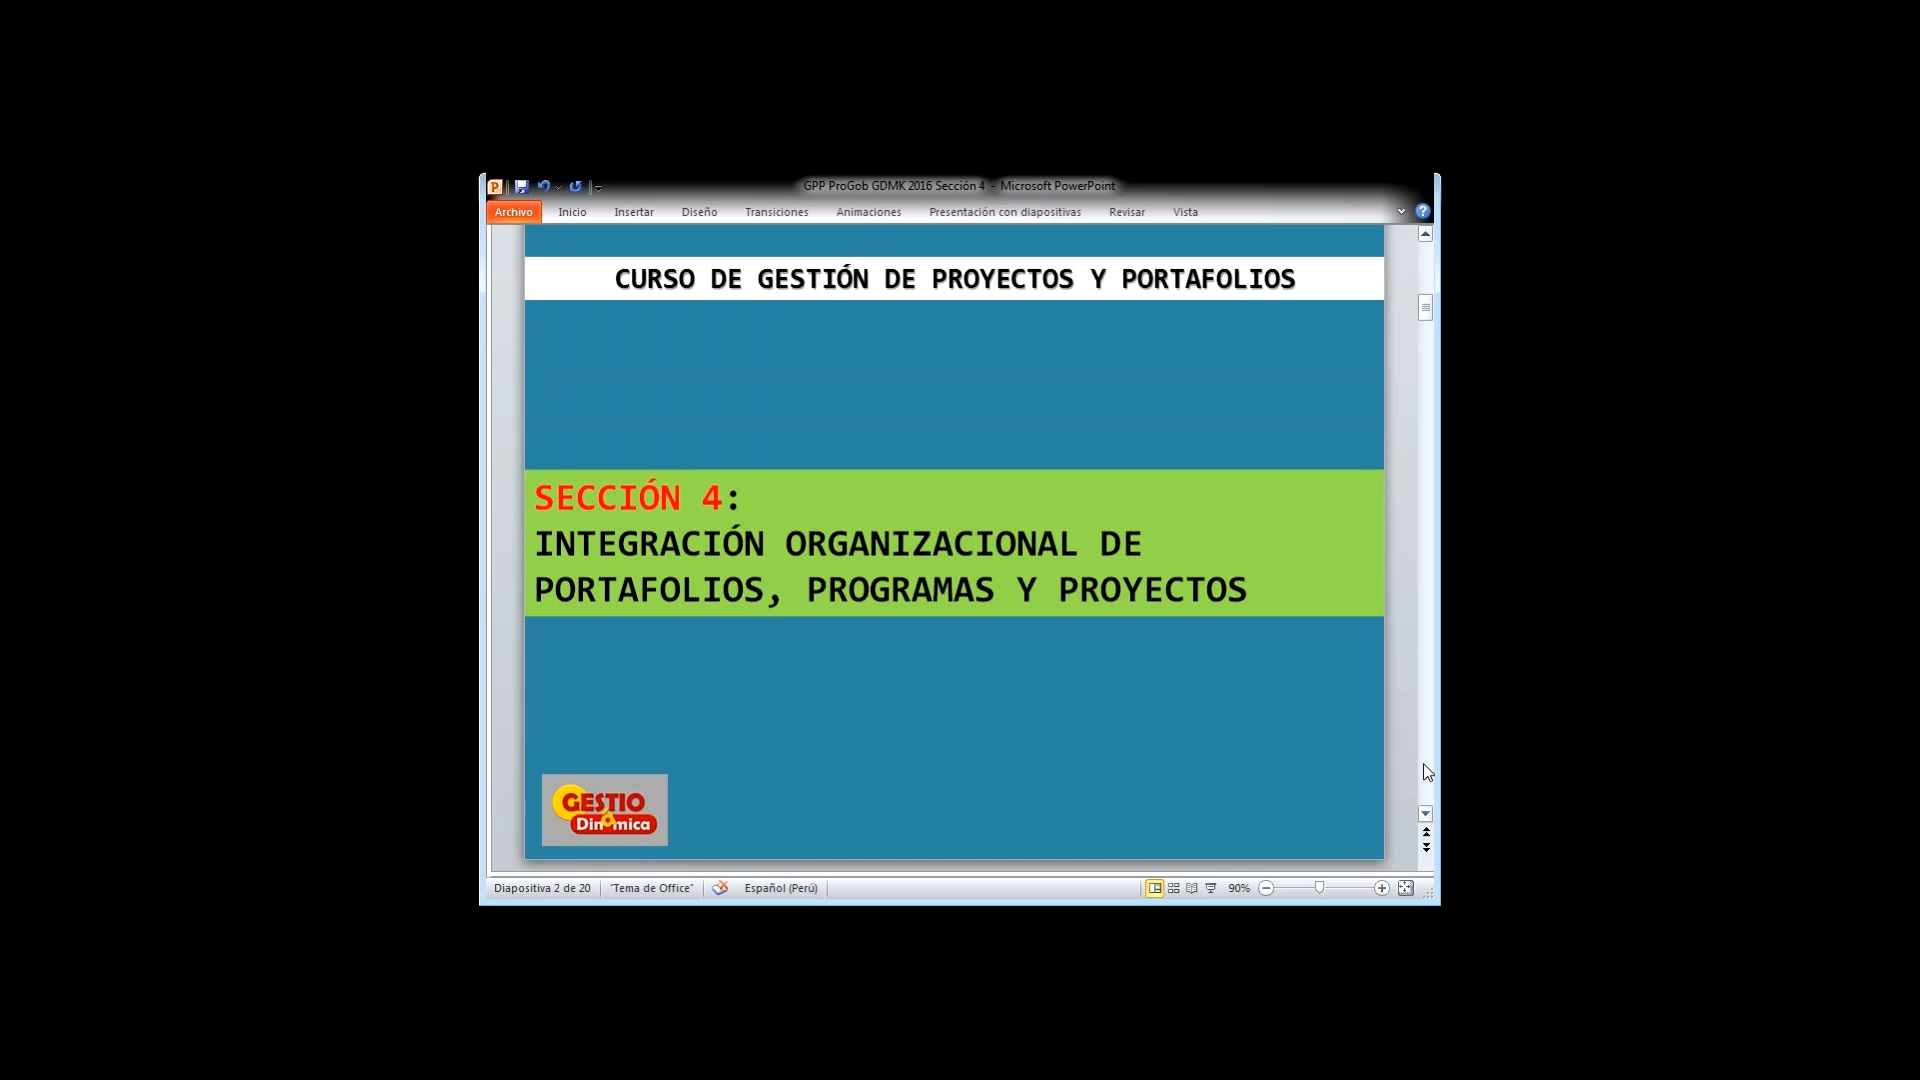 GPP ProGob GDMK 2016 Sección 4 - Microsoft PowerPoint
Archivo Inicio Insertar Diseño Transiciones Animaciones Presentación con diapositivas Revisar Vista
CURSO DE GESTIÓN DE PROYECTOS Y PORTAFOLIOS
SECCIÓN 4:
INTEGRACIÓN ORGANIZACIONAL DE
PORTAFOLIOS, PROGRAMAS Y PROYECTOS
GESTIO
Dinámica
Diapositiva 2 de 20 "Tema de Office" Español (Perú) 90%